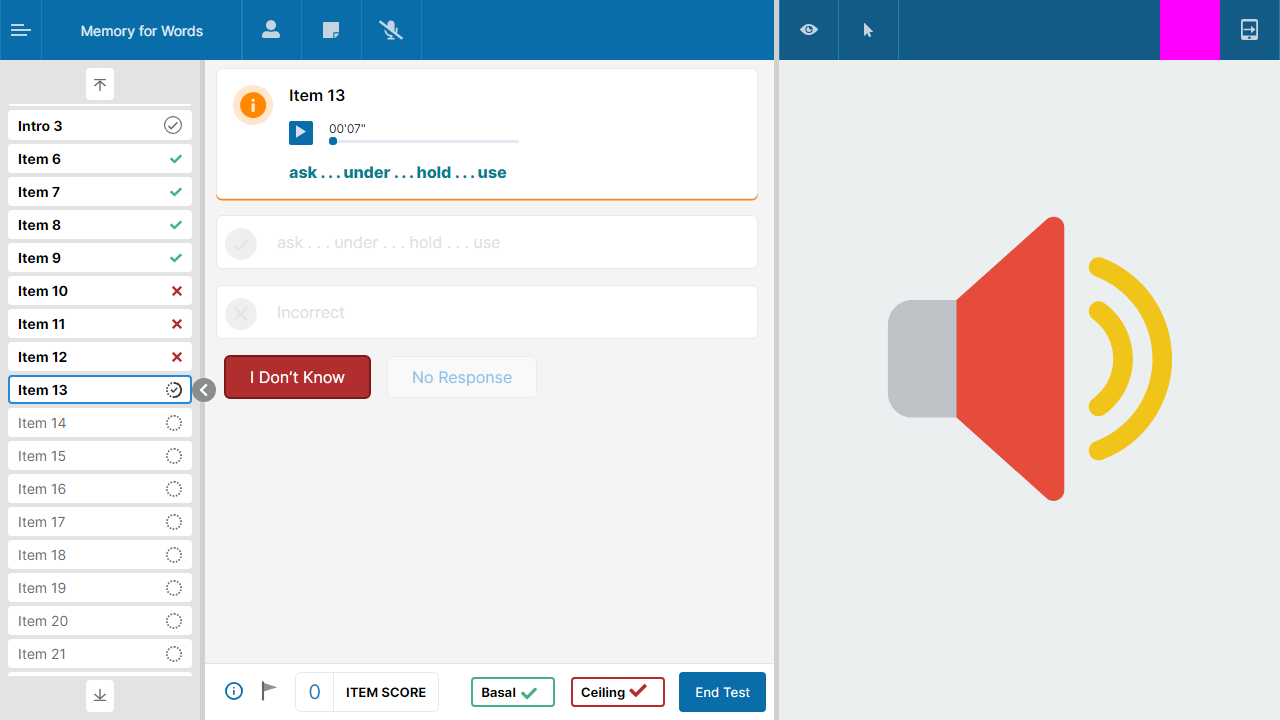 Memory for Words
Intro 3
Item 6
Item 7
Item 8
Item 9
Item 10
Item 11
Item 12
Item 13
Item 14
Item 15
Item 16
Item 17
Item 18
Item 19
Item 20
Item 21
Item 13
00'07"
ask . . . under . . . hold . . . use
ask . . . under . . . hold . . . use
Incorrect
I Don’t Know
No Response
0 ITEM SCORE
Basal
Ceiling
End Test